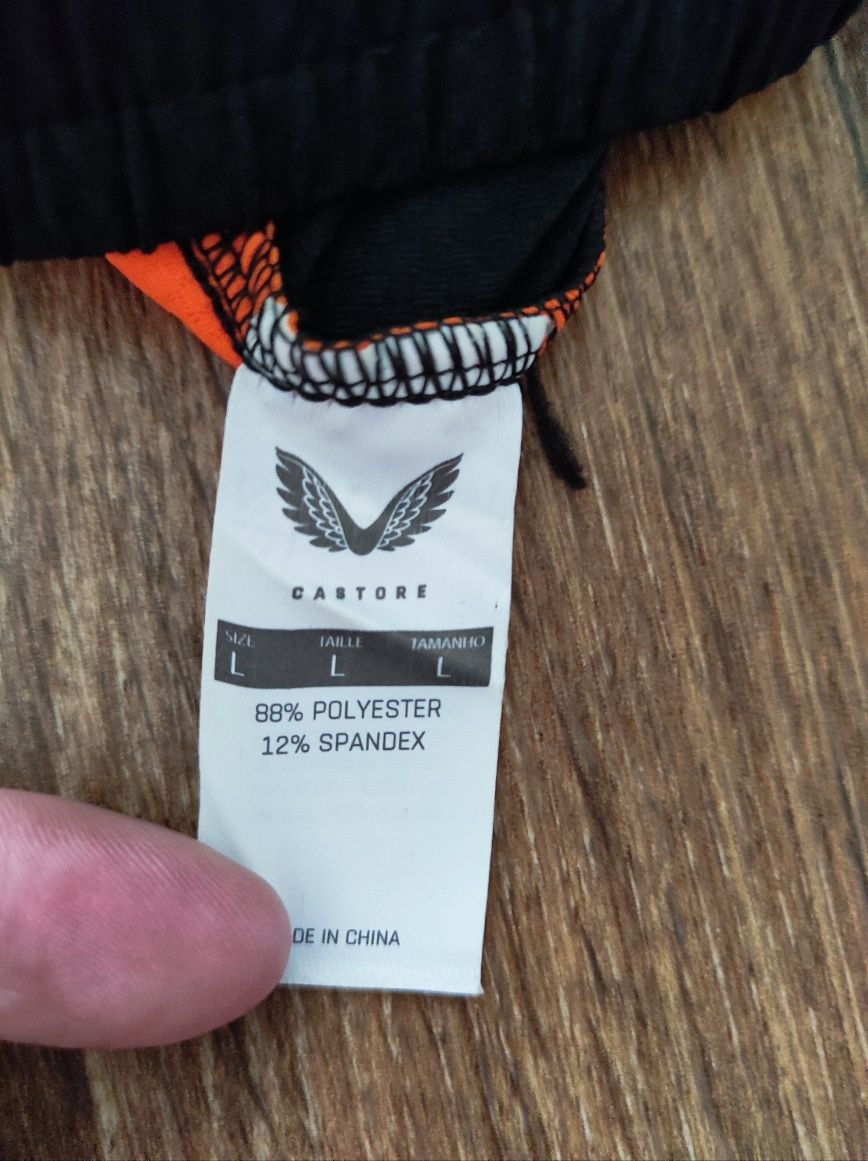 CASTORE
SIZE TAILLE TAMANHO
L L L
88% POLYESTER
12% SPANDEX
DE IN CHINA